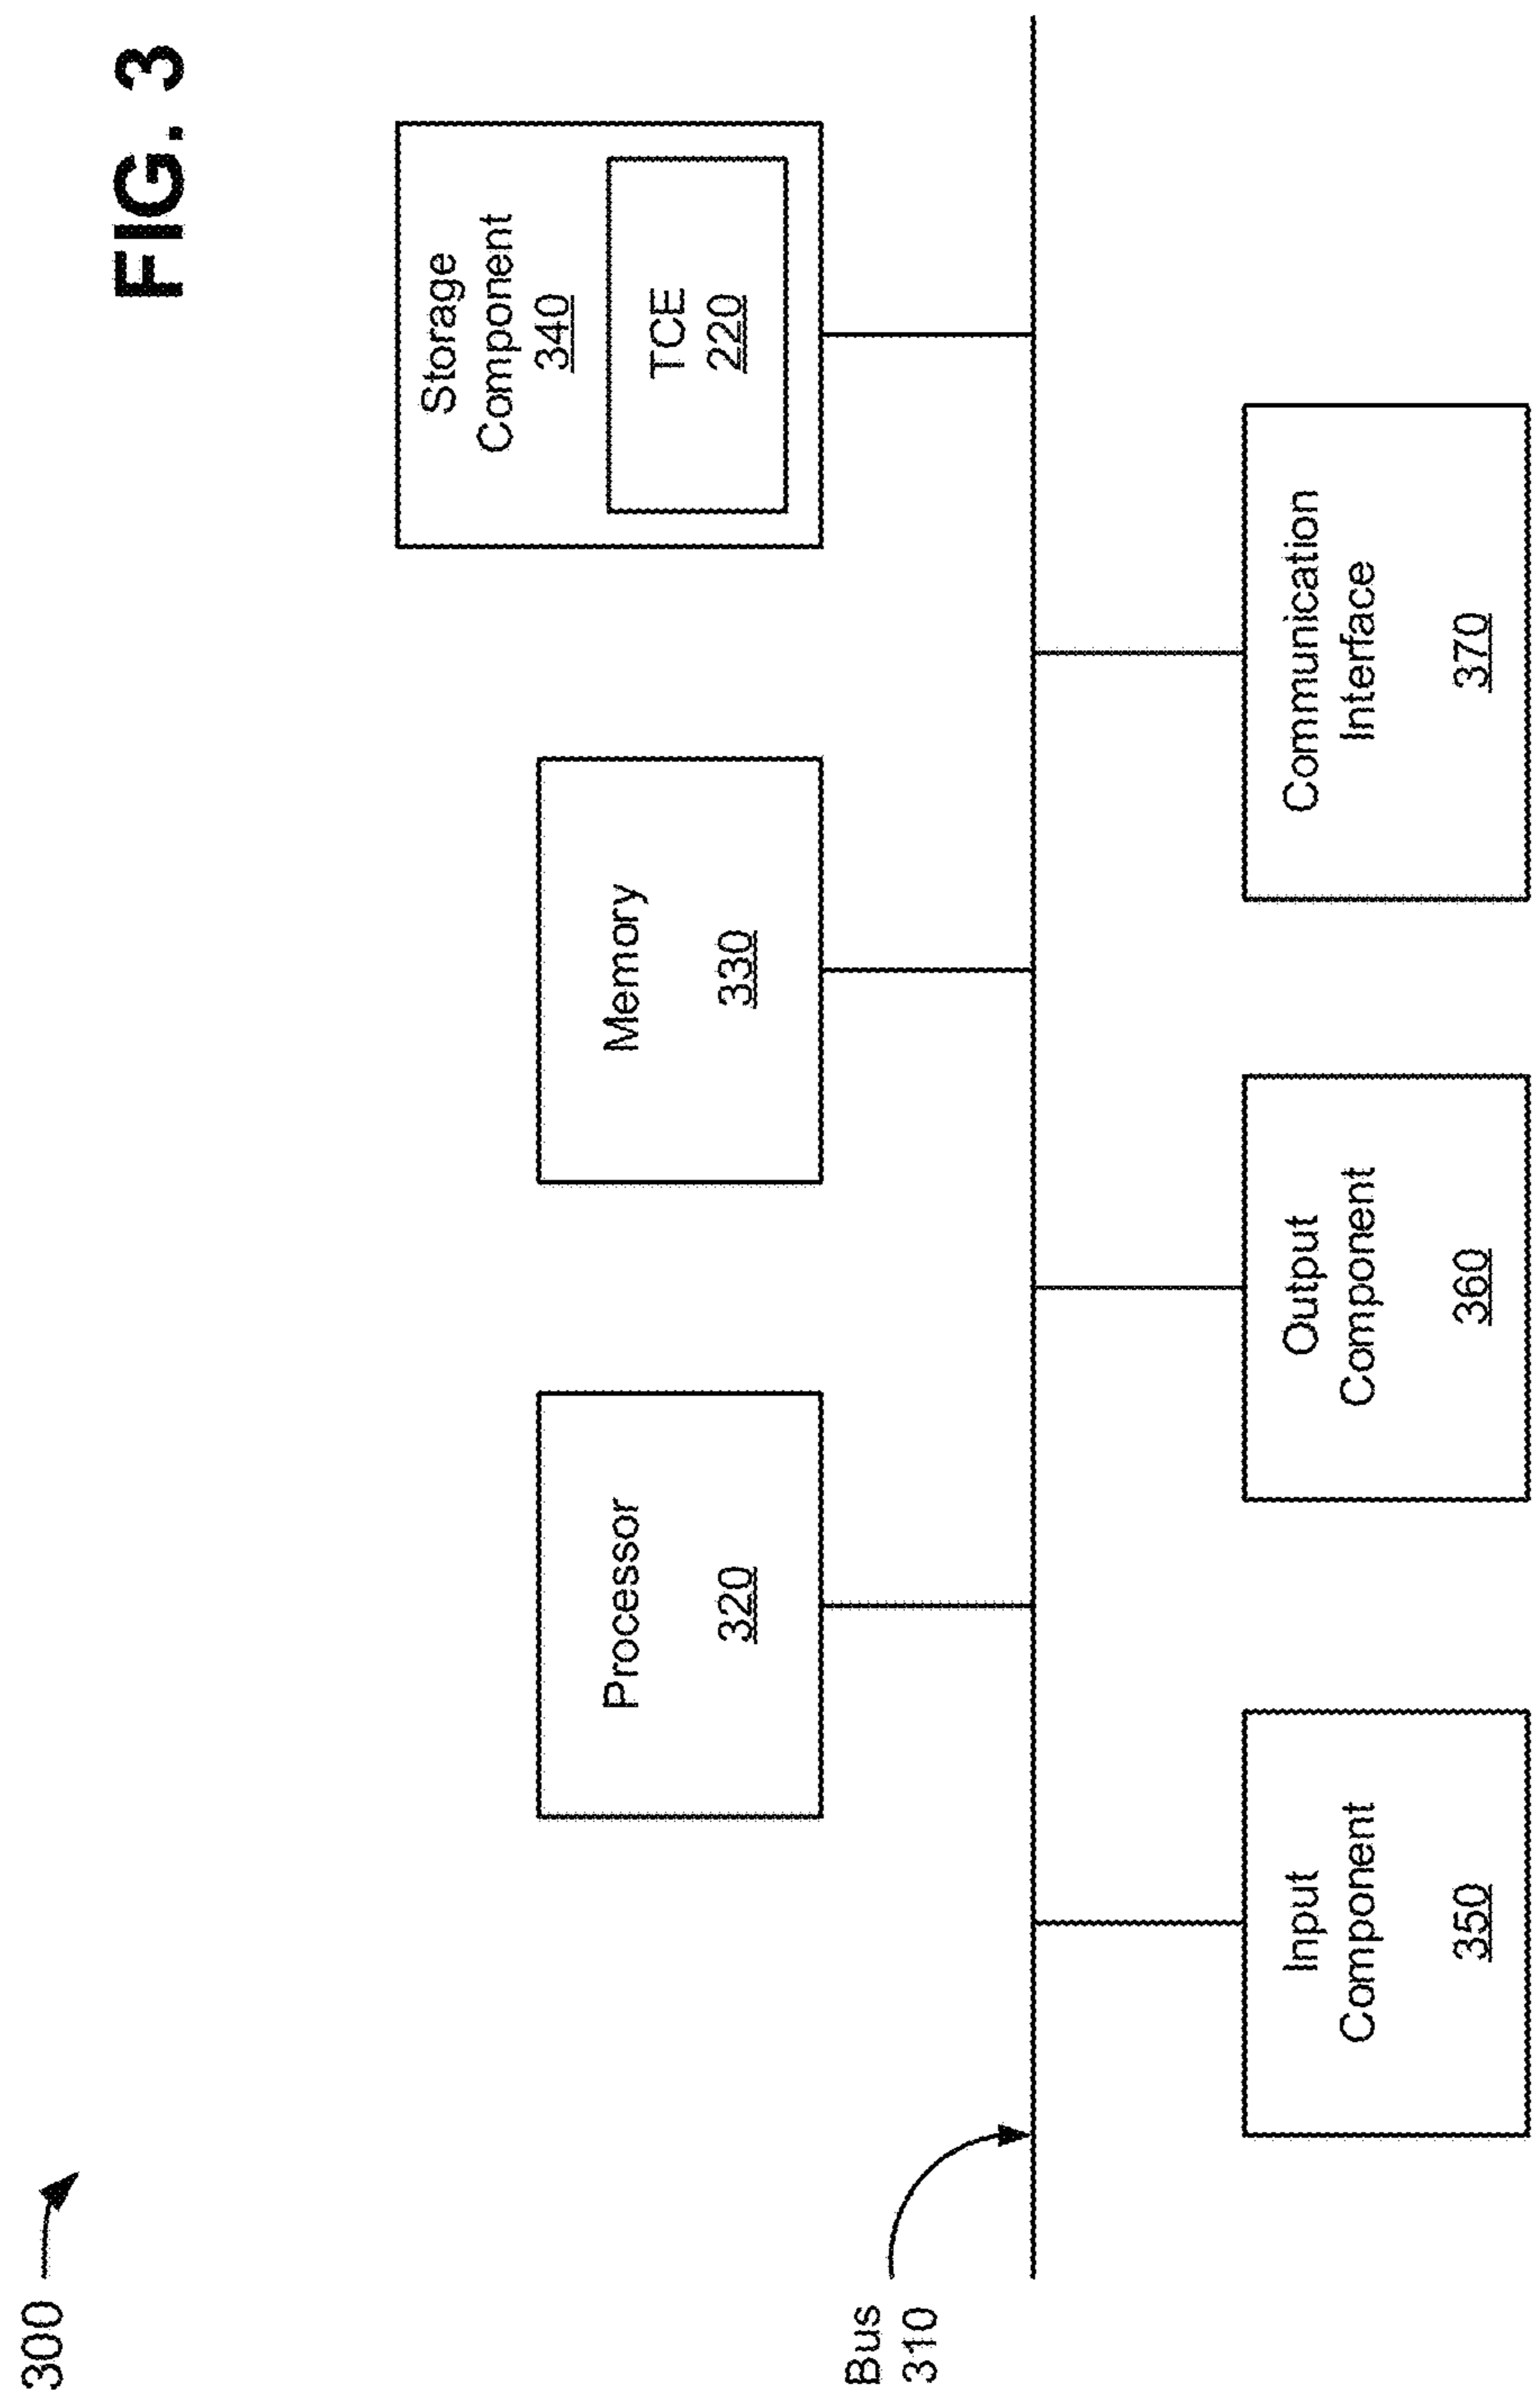 FIG. 3
300
Storage
Component
340
TCE
220
Memory
330
Processor
320
Bus
310
Input
Component
350
Output
Component
360
Communication
Interface
370